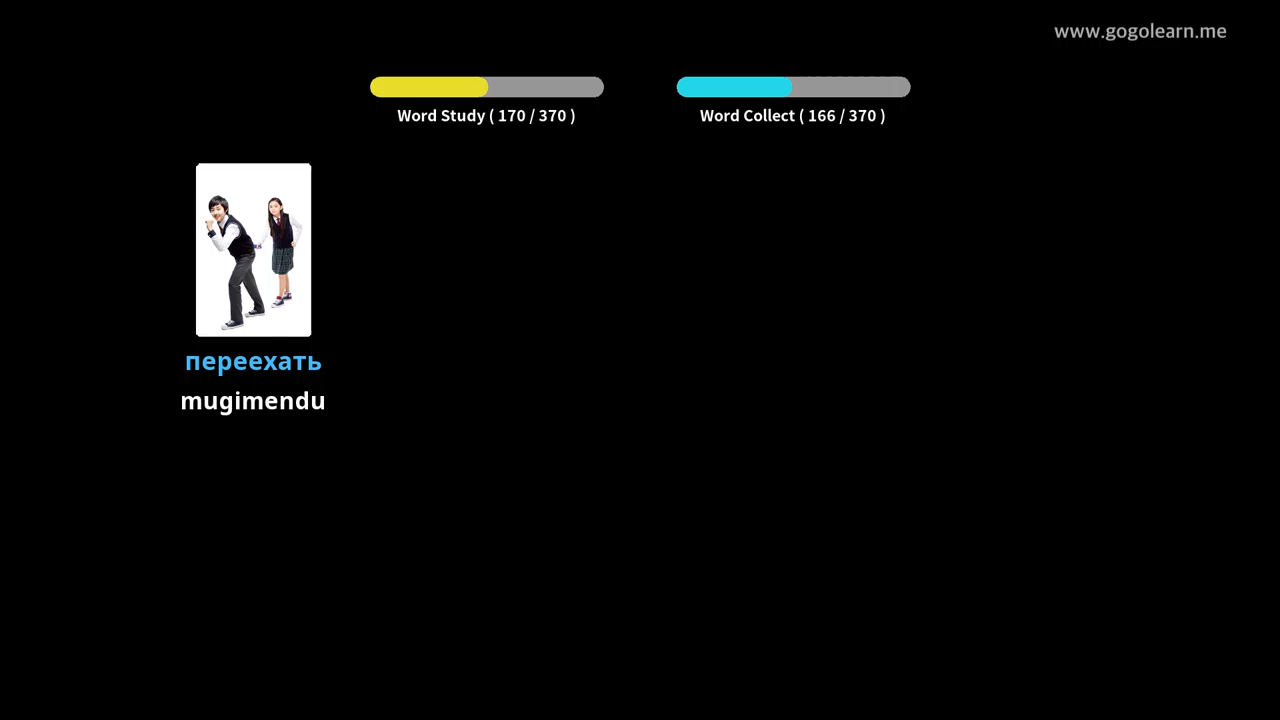 www.gogolearn.me
Word Study ( 170 / 370 )
Word Collect ( 166 / 370 )
переехать
mugimendu